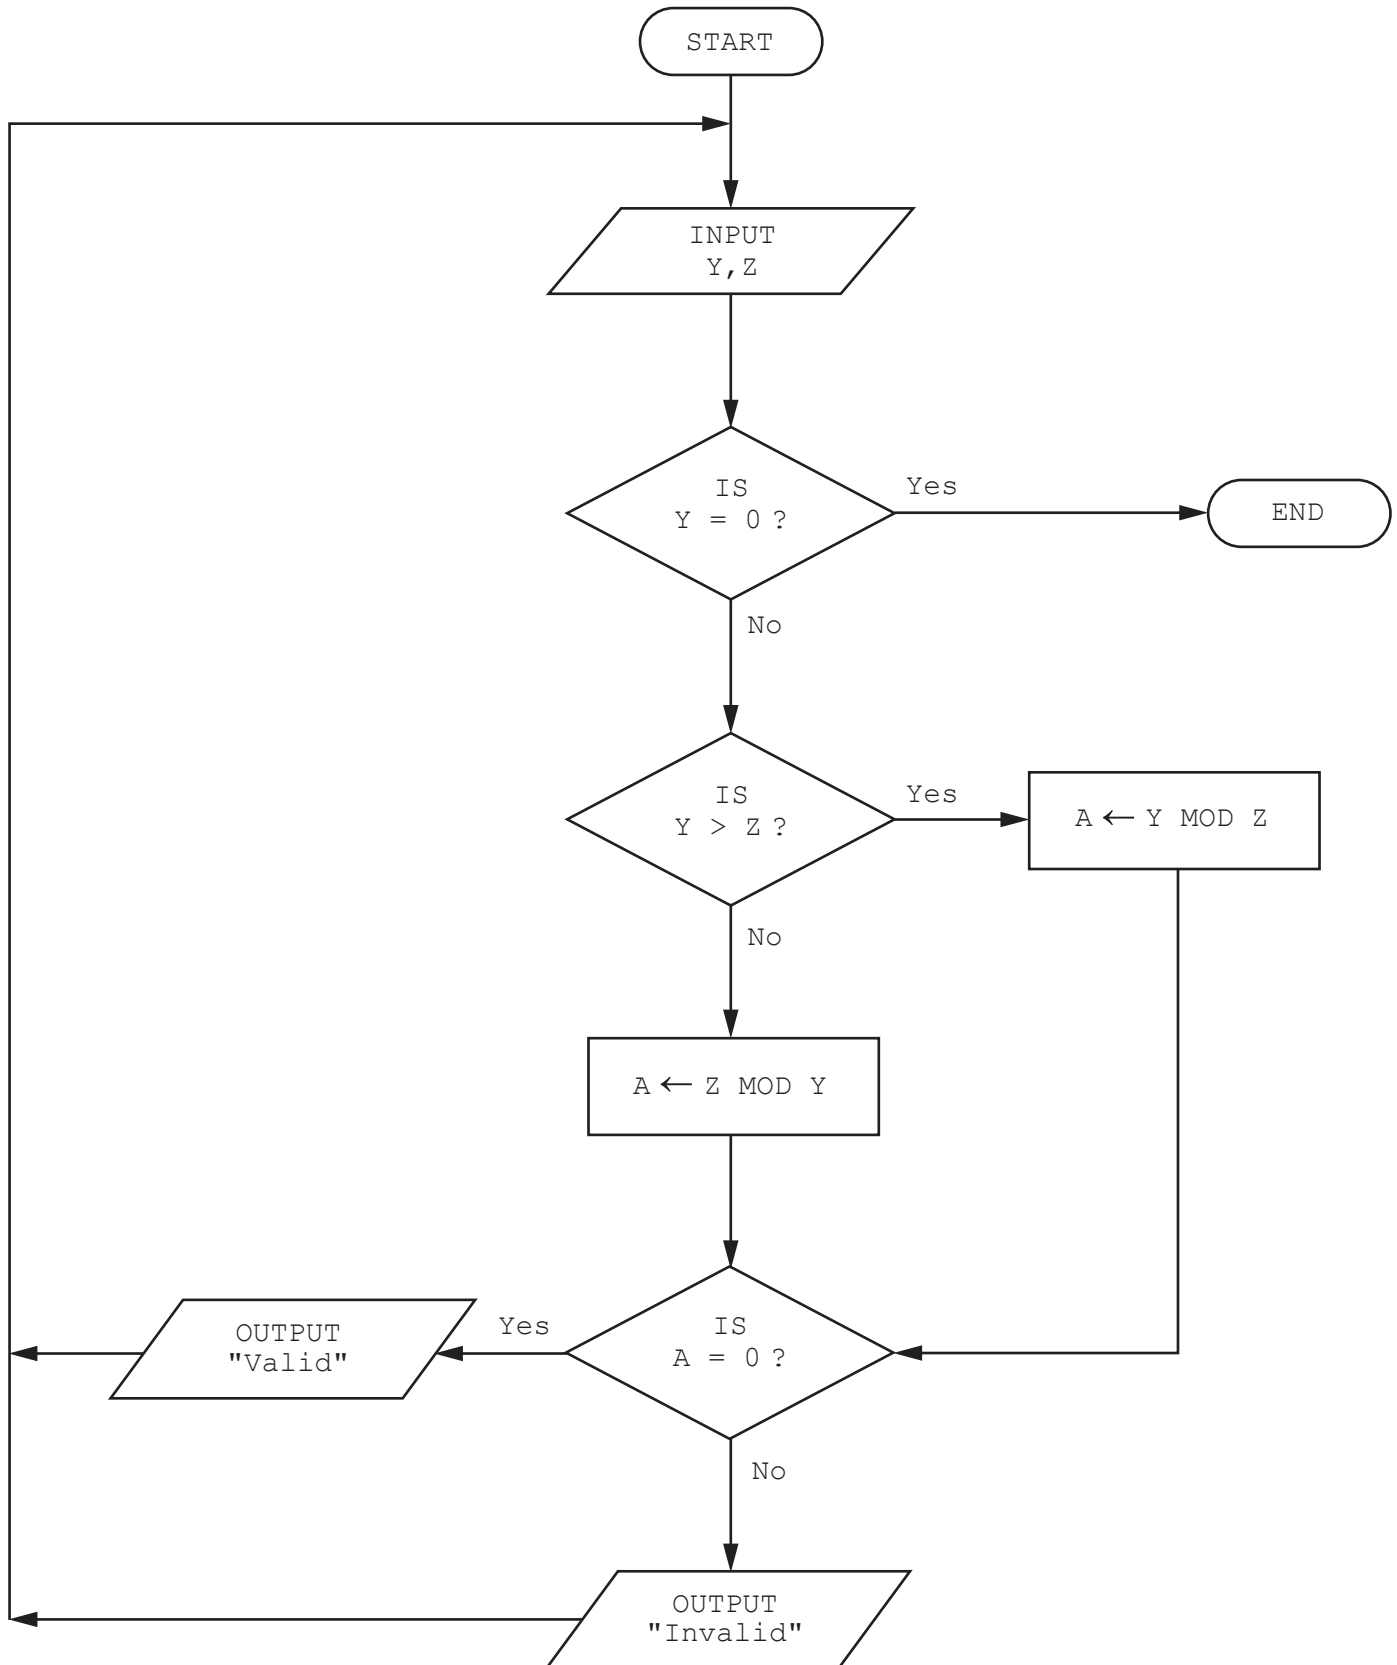 START
INPUT
Y,Z
IS
Y = 0 ?
Yes
END
No
IS
Y > Z ?
Yes
A ← Y MOD Z
No
A ← Z MOD Y
IS
A = 0 ?
Yes
OUTPUT
"Valid"
No
OUTPUT
"Invalid"